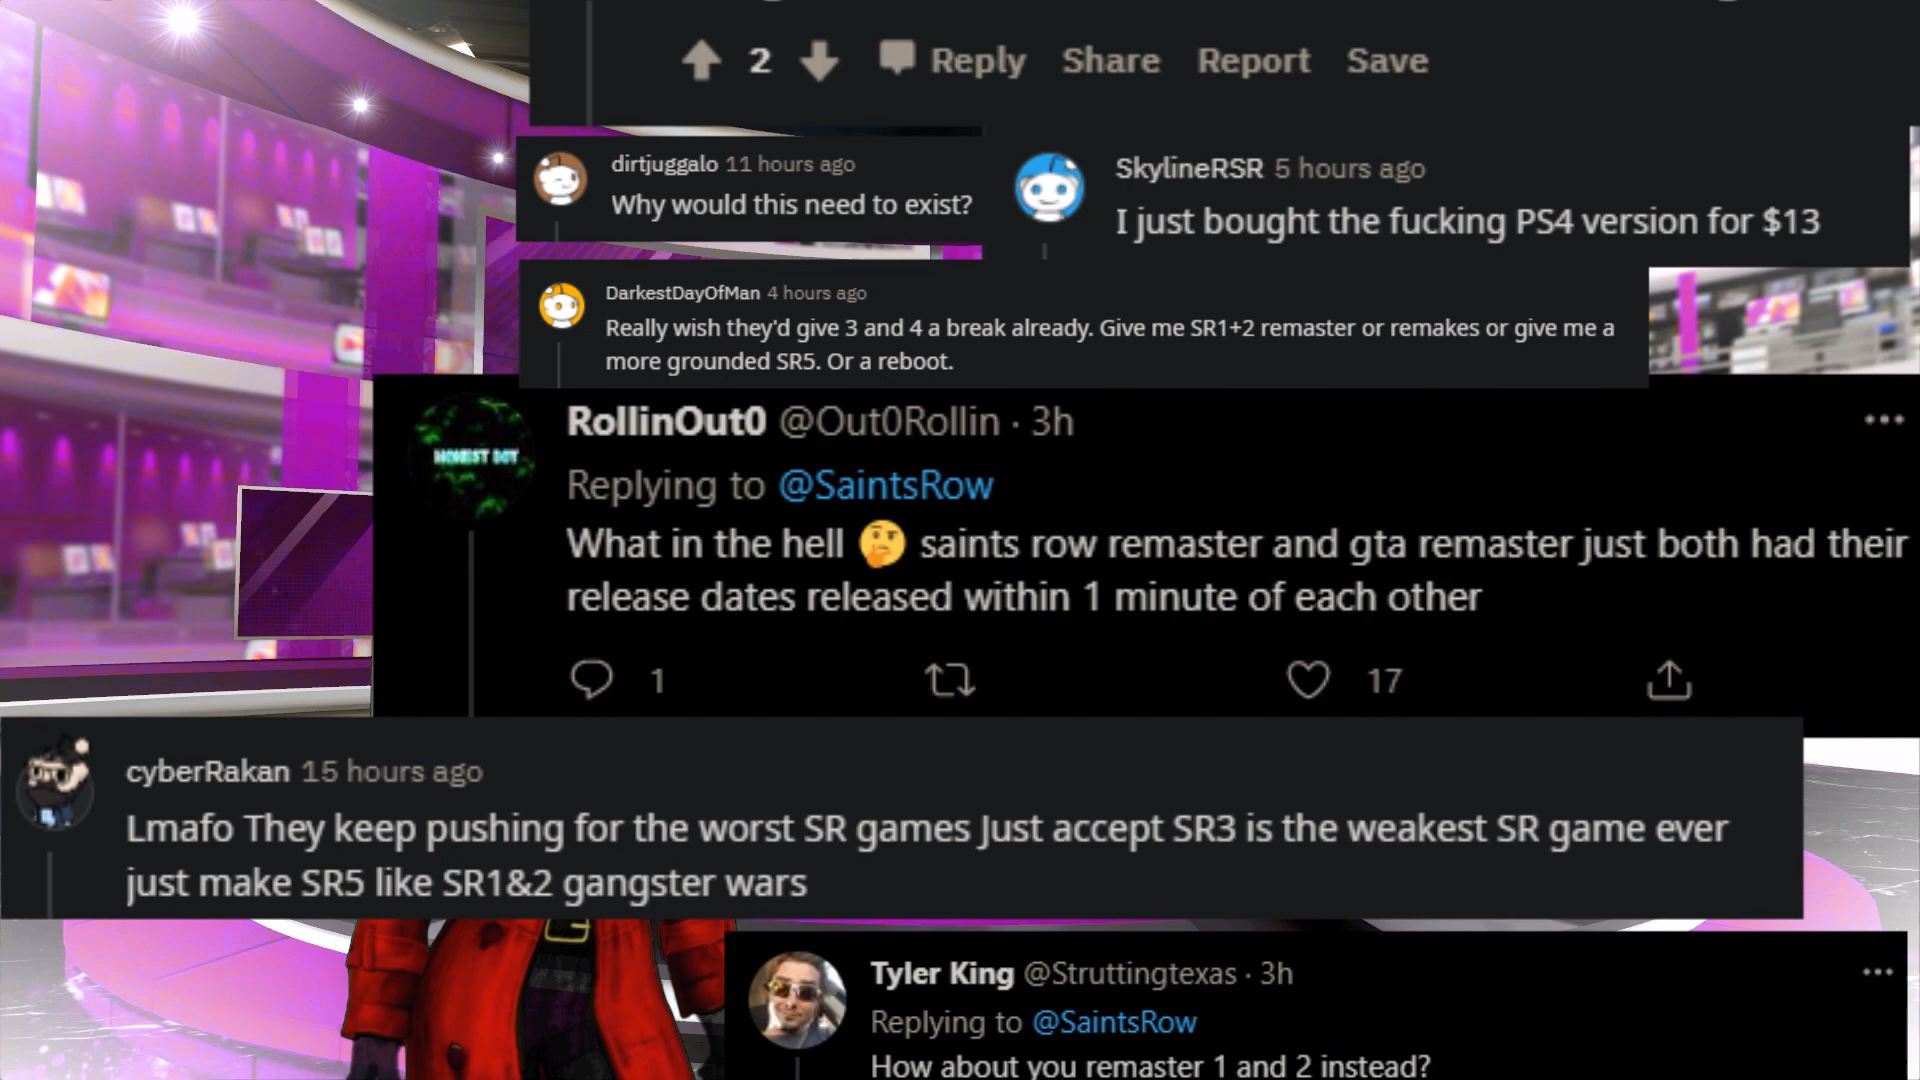 2 Reply Share Report Save
dirtjuggalo 11 hours ago
Why would this need to exist?
SkylineRSR 5 hours ago
I just bought the fucking PS4 version for $13
DarkestDayOfMan 4 hours ago
Really wish they'd give 3 and 4 a break already. Give me SR1+2 remaster or remakes or give me a
more grounded SR5. Or a reboot.
HONEST BOY
RollinOut0 @Out0Rollin · 3h
Replying to @SaintsRow
What in the hell 🤔 saints row remaster and gta remaster just both had their
release dates released within 1 minute of each other
1 17
cyberRakan 15 hours ago
Lmafo They keep pushing for the worst SR games Just accept SR3 is the weakest SR game ever
just make SR5 like SR1&2 gangster wars
Tyler King @Struttingtexas · 3h
Replying to @SaintsRow
How about you remaster 1 and 2 instead?